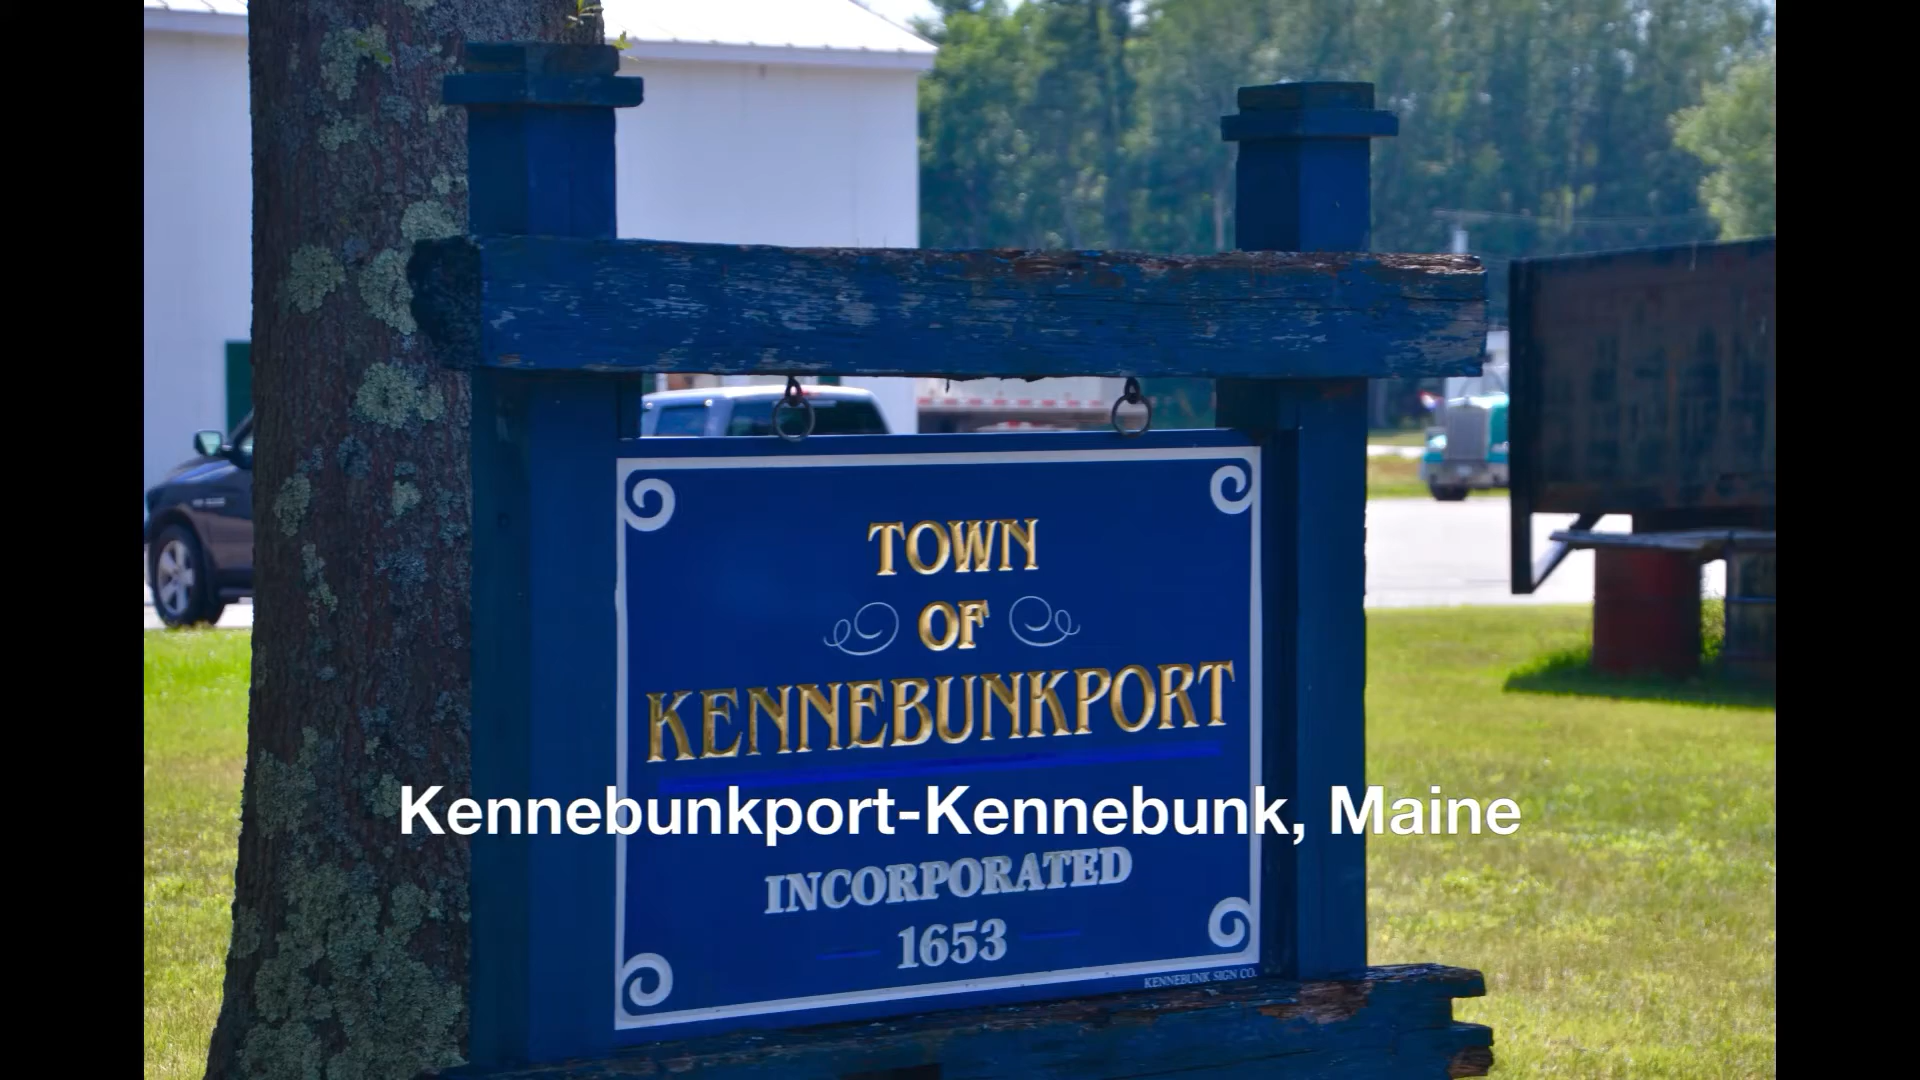 TOWN
OF
KENNEBUNKPORT
Kennebunkport-Kennebunk, Maine
INCORPORATED
1653
KENNEBUNK SIGN CO.